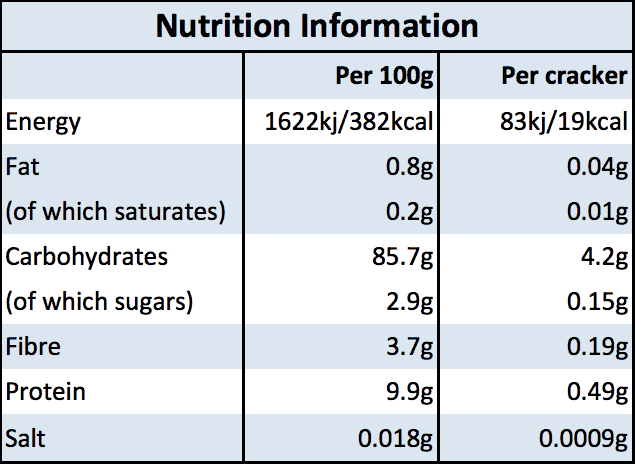 Nutrition Information
Per 100g Per cracker
Energy 1622kj/382kcal 83kj/19kcal
Fat 0.8g 0.04g
(of which saturates) 0.2g 0.01g
Carbohydrates 85.7g 4.2g
(of which sugars) 2.9g 0.15g
Fibre 3.7g 0.19g
Protein 9.9g 0.49g
Salt 0.018g 0.0009g